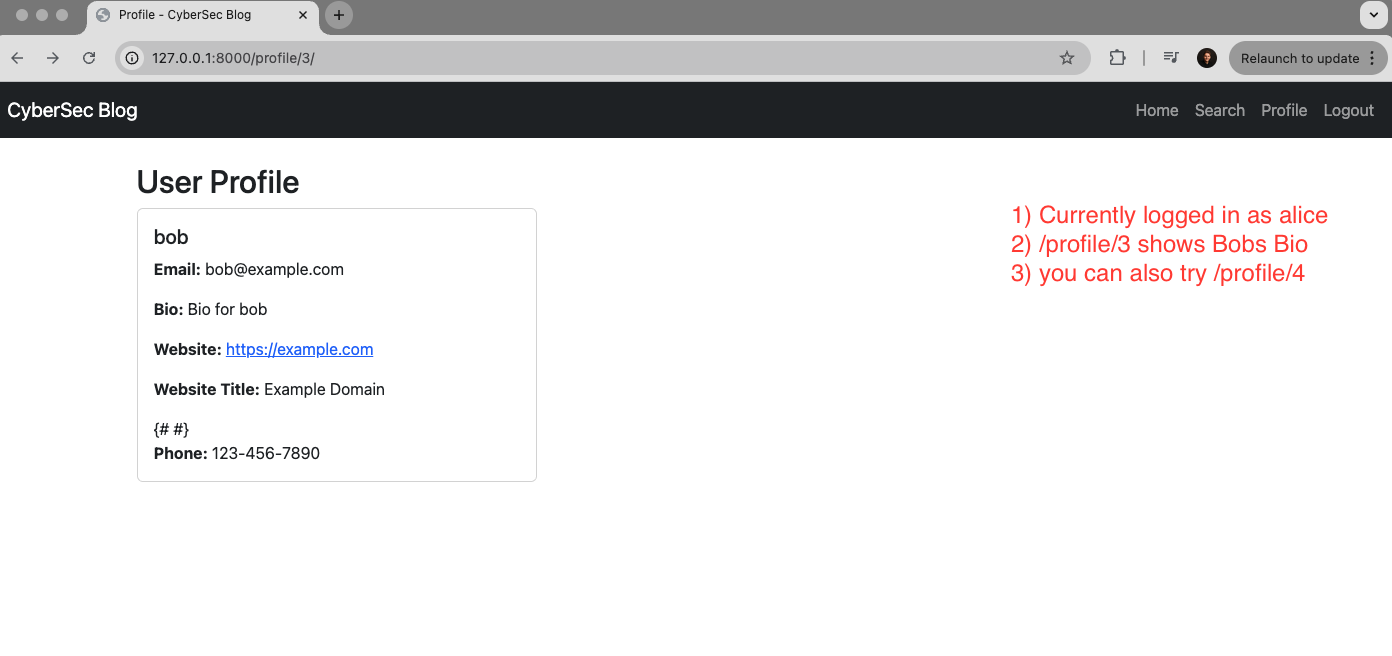 Profile - CyberSec Blog
127.0.0.1:8000/profile/3/
Relaunch to update
CyberSec Blog
Home Search Profile Logout
User Profile
bob
Email: bob@example.com
Bio: Bio for bob
Website: https://example.com
Website Title: Example Domain
{# #}
Phone: 123-456-7890
1) Currently logged in as alice
2) /profile/3 shows Bobs Bio
3) you can also try /profile/4